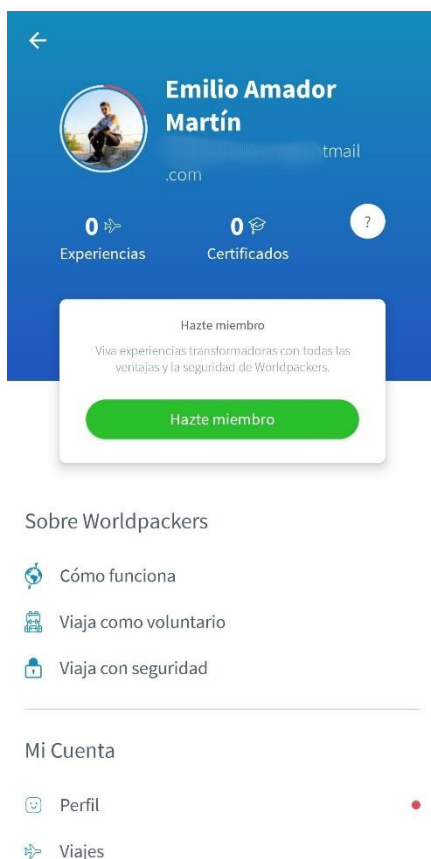 Emilio Amador
Martín
tmail
.com
0
0
?
Experiencias
Certificados
Hazte miembro
Viva experiencias transformadoras con todas las
ventajas y la seguridad de Worldpackers.
Hazte miembro
Sobre Worldpackers
Cómo funciona
Viaja como voluntario
Viaja con seguridad
Mi Cuenta
Perfil
Viajes